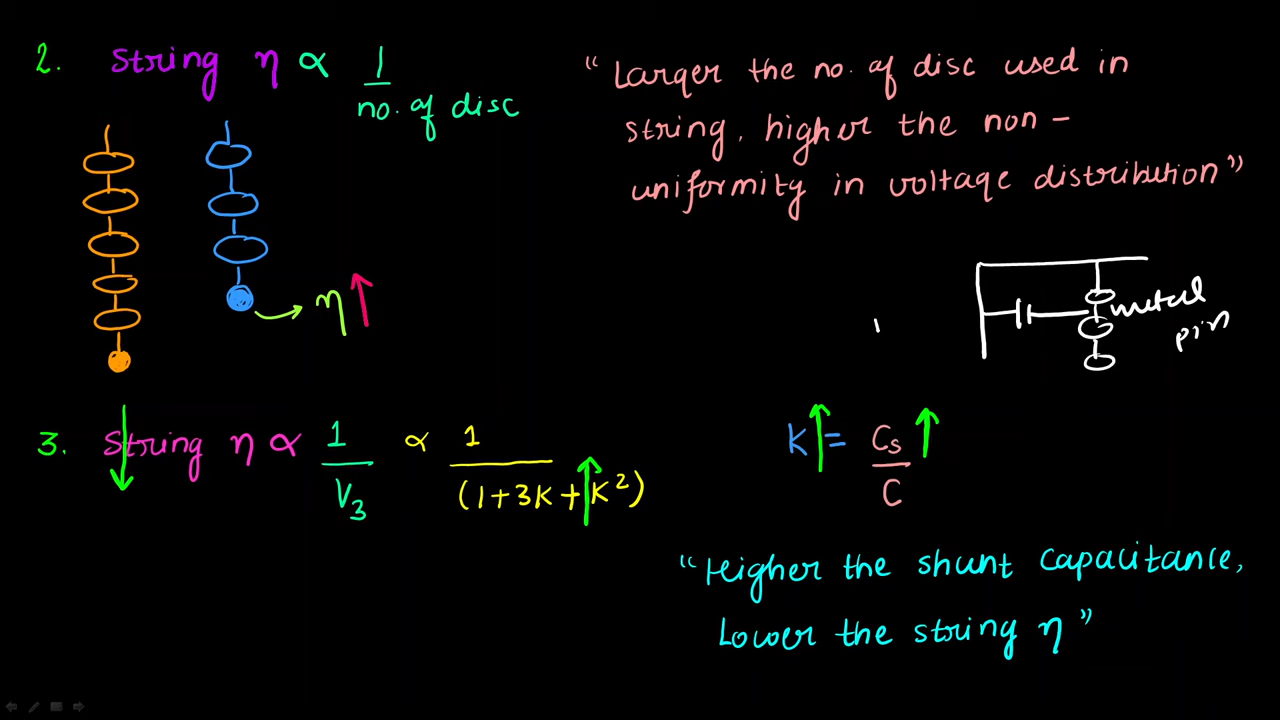 2. String η ∝ 1 / no. of disc
"Larger the no. of disc used in
string, higher the non-
uniformity in voltage distribution"
η ↑
metal
pin
3. String η ∝ 1 / V₃ ∝ 1 / (1+3K+K²)
K = Cs / C
"Heigher the shunt capacitance,
Lower the string η"